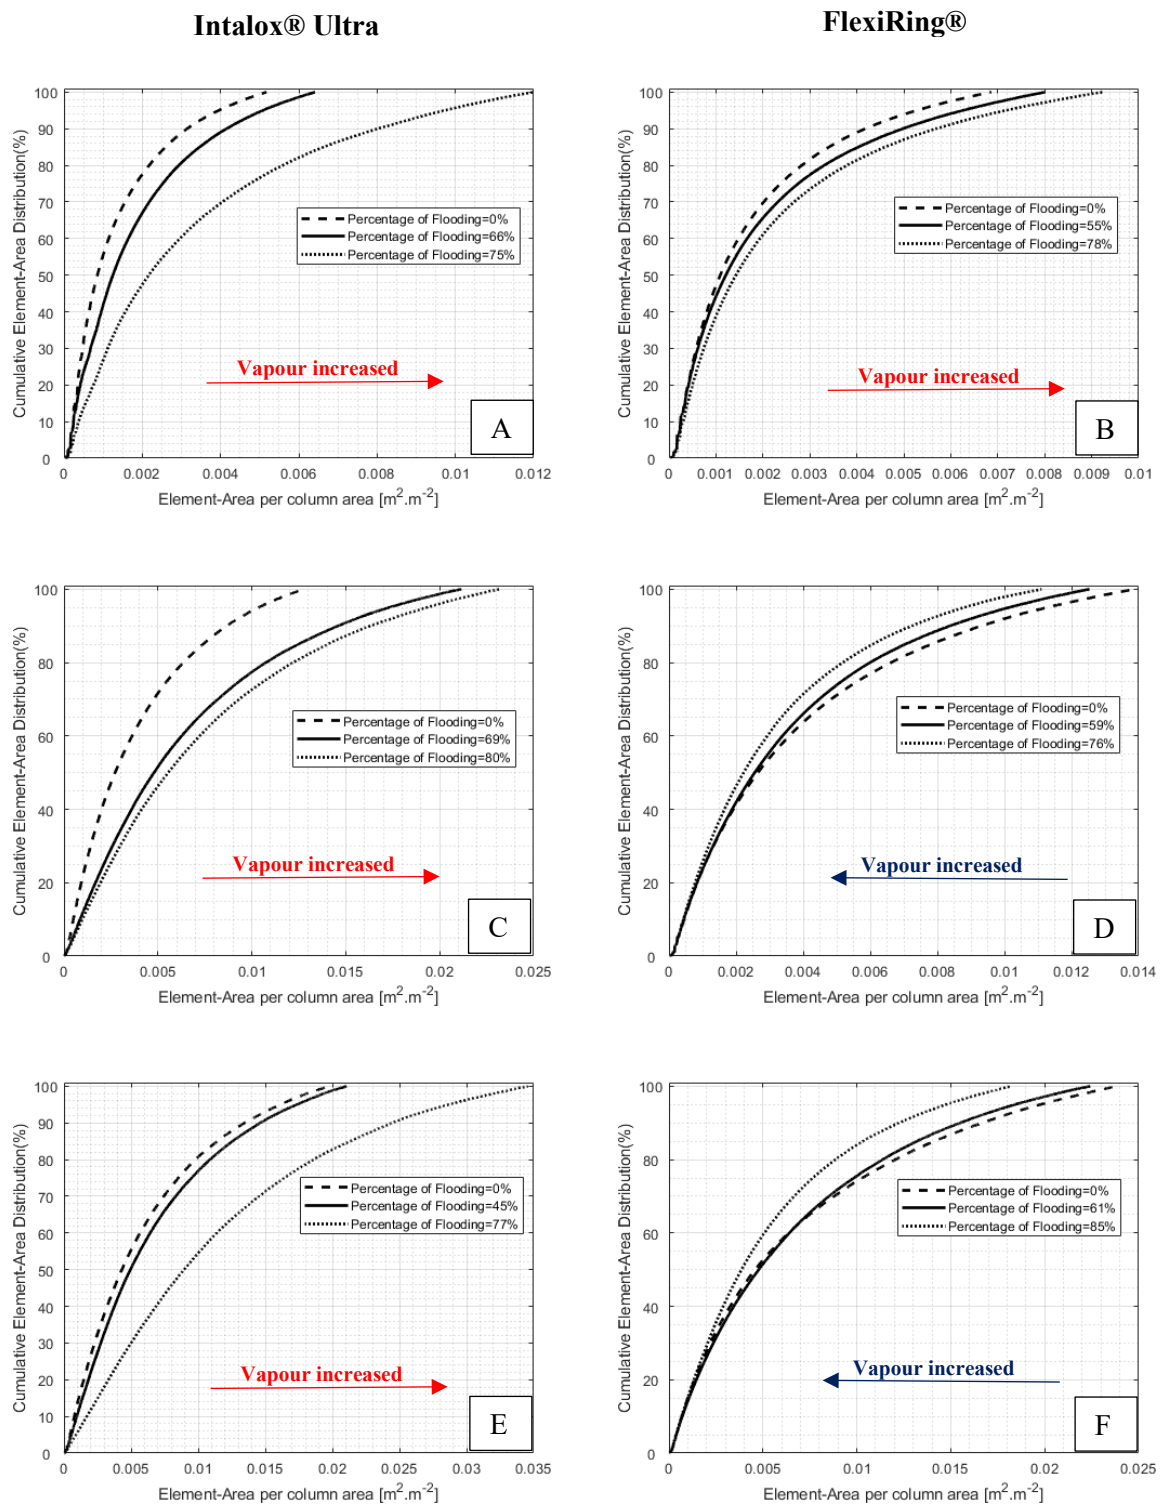 Intalox® Ultra
FlexiRing®
Cumulative Element-Area Distribution(%)
100
90
80
70
60
50
40
30
20
10
0
Percentage of Flooding=0%
Percentage of Flooding=66%
Percentage of Flooding=75%
Vapour increased
A
0 0.002 0.004 0.006 0.008 0.01 0.012
Element-Area per column area [m².m⁻²]
Cumulative Element-Area Distribution(%)
100
90
80
70
60
50
40
30
20
10
0
Percentage of Flooding=0%
Percentage of Flooding=55%
Percentage of Flooding=78%
Vapour increased
B
0 0.001 0.002 0.003 0.004 0.005 0.006 0.007 0.008 0.009 0.01
Element-Area per column area [m².m⁻²]
Cumulative Element-Area Distribution(%)
100
80
60
40
20
0
Percentage of Flooding=0%
Percentage of Flooding=69%
Percentage of Flooding=80%
Vapour increased
C
0 0.005 0.01 0.015 0.02 0.025
Element-Area per column area [m².m⁻²]
Cumulative Element-Area Distribution(%)
100
80
60
40
20
0
Percentage of Flooding=0%
Percentage of Flooding=59%
Percentage of Flooding=76%
Vapour increased
D
0 0.002 0.004 0.006 0.008 0.01 0.012 0.014
Element-Area per column area [m².m⁻²]
Cumulative Element-Area Distribution(%)
100
90
80
70
60
50
40
30
20
10
0
Percentage of Flooding=0%
Percentage of Flooding=45%
Percentage of Flooding=77%
Vapour increased
E
0 0.005 0.01 0.015 0.02 0.025 0.03 0.035
Element-Area per column area [m².m⁻²]
Cumulative Element-Area Distribution(%)
100
80
60
40
20
0
Percentage of Flooding=0%
Percentage of Flooding=61%
Percentage of Flooding=85%
Vapour increased
F
0 0.005 0.01 0.015 0.02 0.025
Element-Area per column area [m².m⁻²]